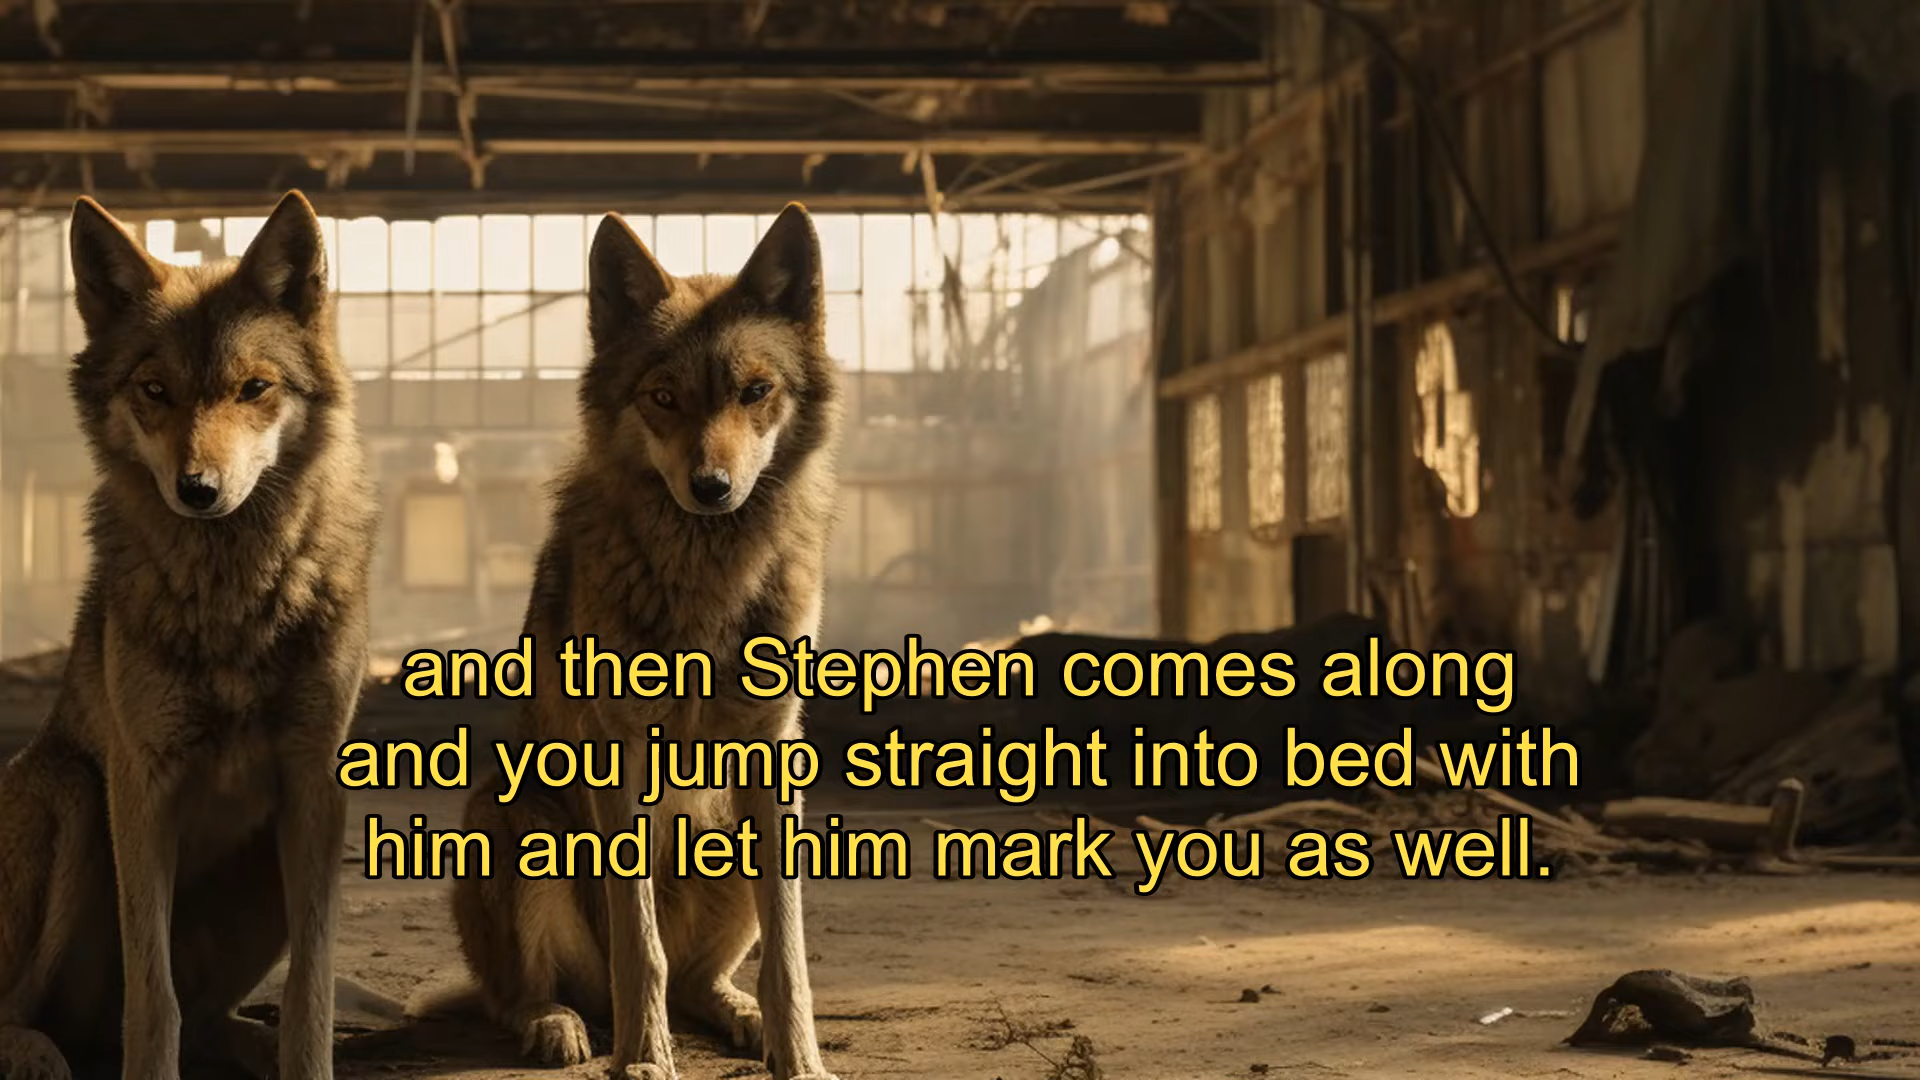 and then Stephen comes along
and you jump straight into bed with
him and let him mark you as well.